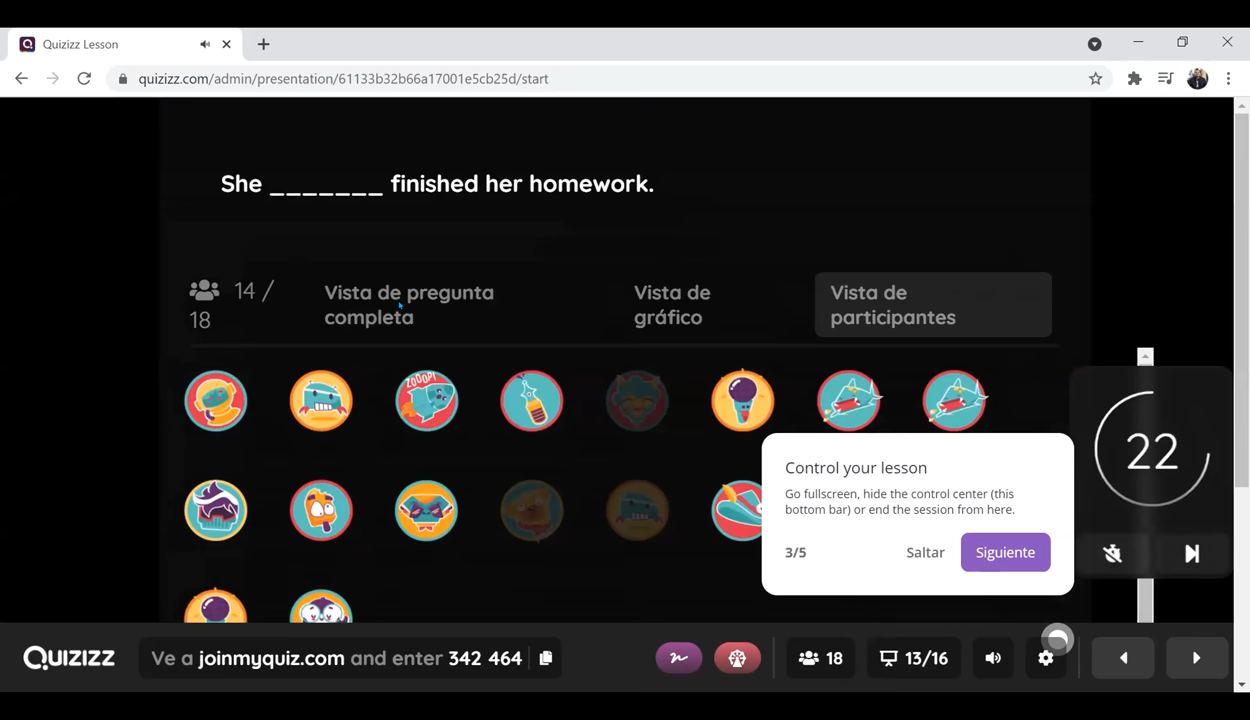 Quizizz Lesson
quizizz.com/admin/presentation/61133b32b66a17001e5cb25d/start
She _______ finished her homework.
14 /
18
Vista de pregunta
completa
Vista de
gráfico
Vista de
participantes
ZOOOP!
Control your lesson
Go fullscreen, hide the control center (this
bottom bar) or end the session from here.
3/5
Saltar
Siguiente
22
QUIZIZZ
Ve a joinmyquiz.com and enter 342 464
18
13/16